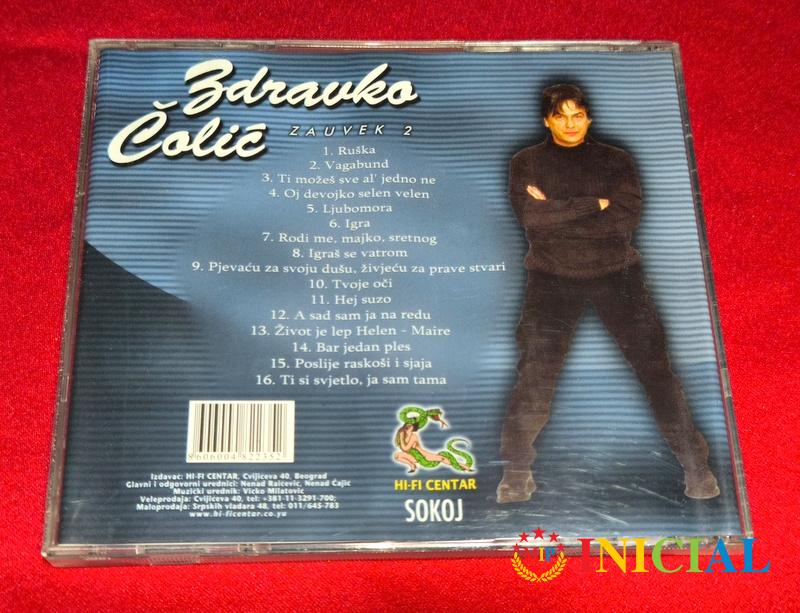 Zdravko
Čolić
ZAUVEK 2
1. Ruška
2. Vagabund
3. Ti možeš sve al' jedno ne
4. Oj devojko selen velen
5. Ljubomora
6. Igra
7. Rodi me, majko, sretnog
8. Igraš se vatrom
9. Pjevaću za svoju dušu, živjeću za prave stvari
10. Tvoje oči
11. Hej suzo
12. A sad sam ja na redu
13. Život je lep Helen - Maire
14. Bar jedan ples
15. Poslije raskoši i sjaja
16. Ti si svjetlo, ja sam tama
8606004822352
Izdavac: HI-FI CENTAR, Cvijiceva 40, Beograd
Glavni i odgovorni urednici: Nenad Raicevic, Nenad Čajic
Muzicki urednik: Vicko Milatovic
Veleprodaja: Cvijiceva 40, tel: +381-11-3291-700;
Maloprodaja: Srpskih vladara 48, tel: 011/645-783
www.hi-ficentar.co.yu
HI-FI CENTAR
SOKOJ
VIP INICIAL